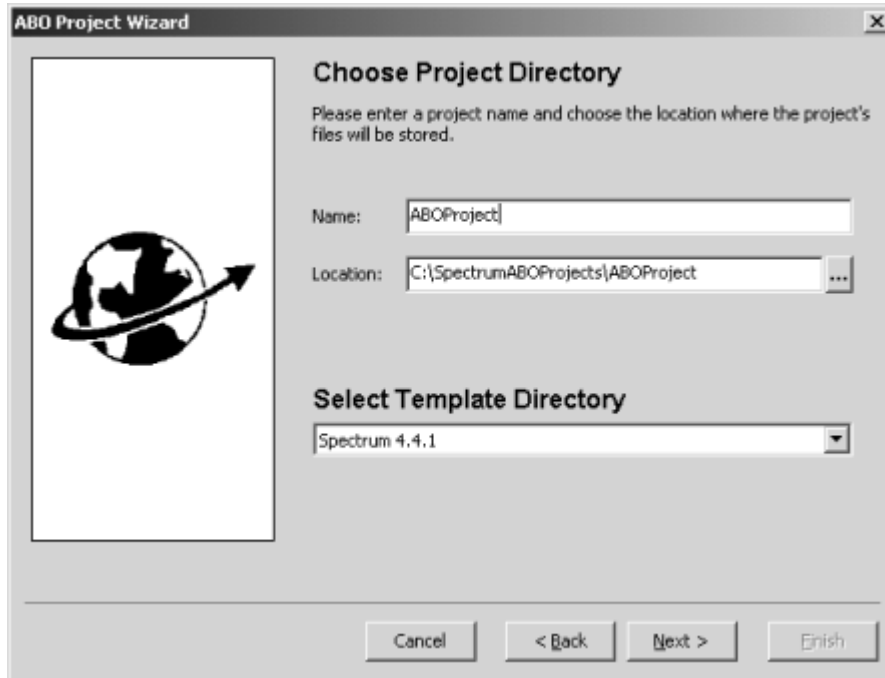 ABO Project Wizard
Choose Project Directory
Please enter a project name and choose the location where the project's
files will be stored.
Name: ABOProject
Location: C:\SpectrumABOProjects\ABOProject ...
Select Template Directory
Spectrum 4.4.1
Cancel < Back Next > Finish